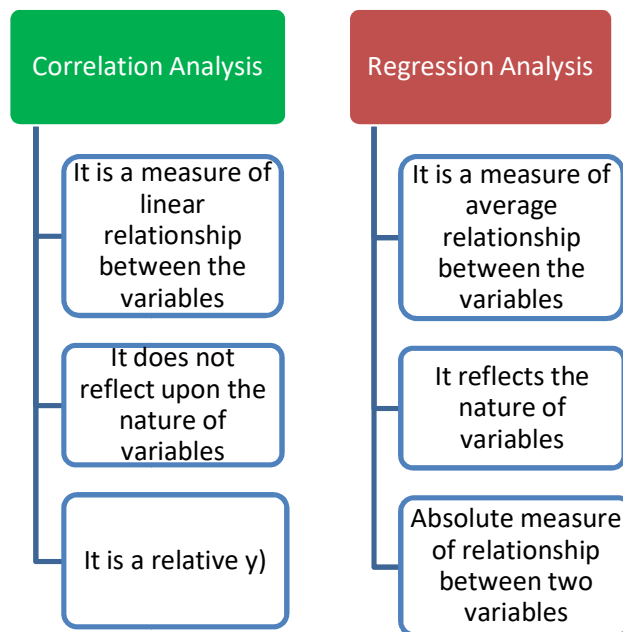 Correlation Analysis
It is a measure of
linear
relationship
between the
variables
It does not
reflect upon the
nature of
variables
It is a relative y)
Regression Analysis
It is a measure of
average
relationship
between the
variables
It reflects the
nature of
variables
Absolute measure
of relationship
between two
variables